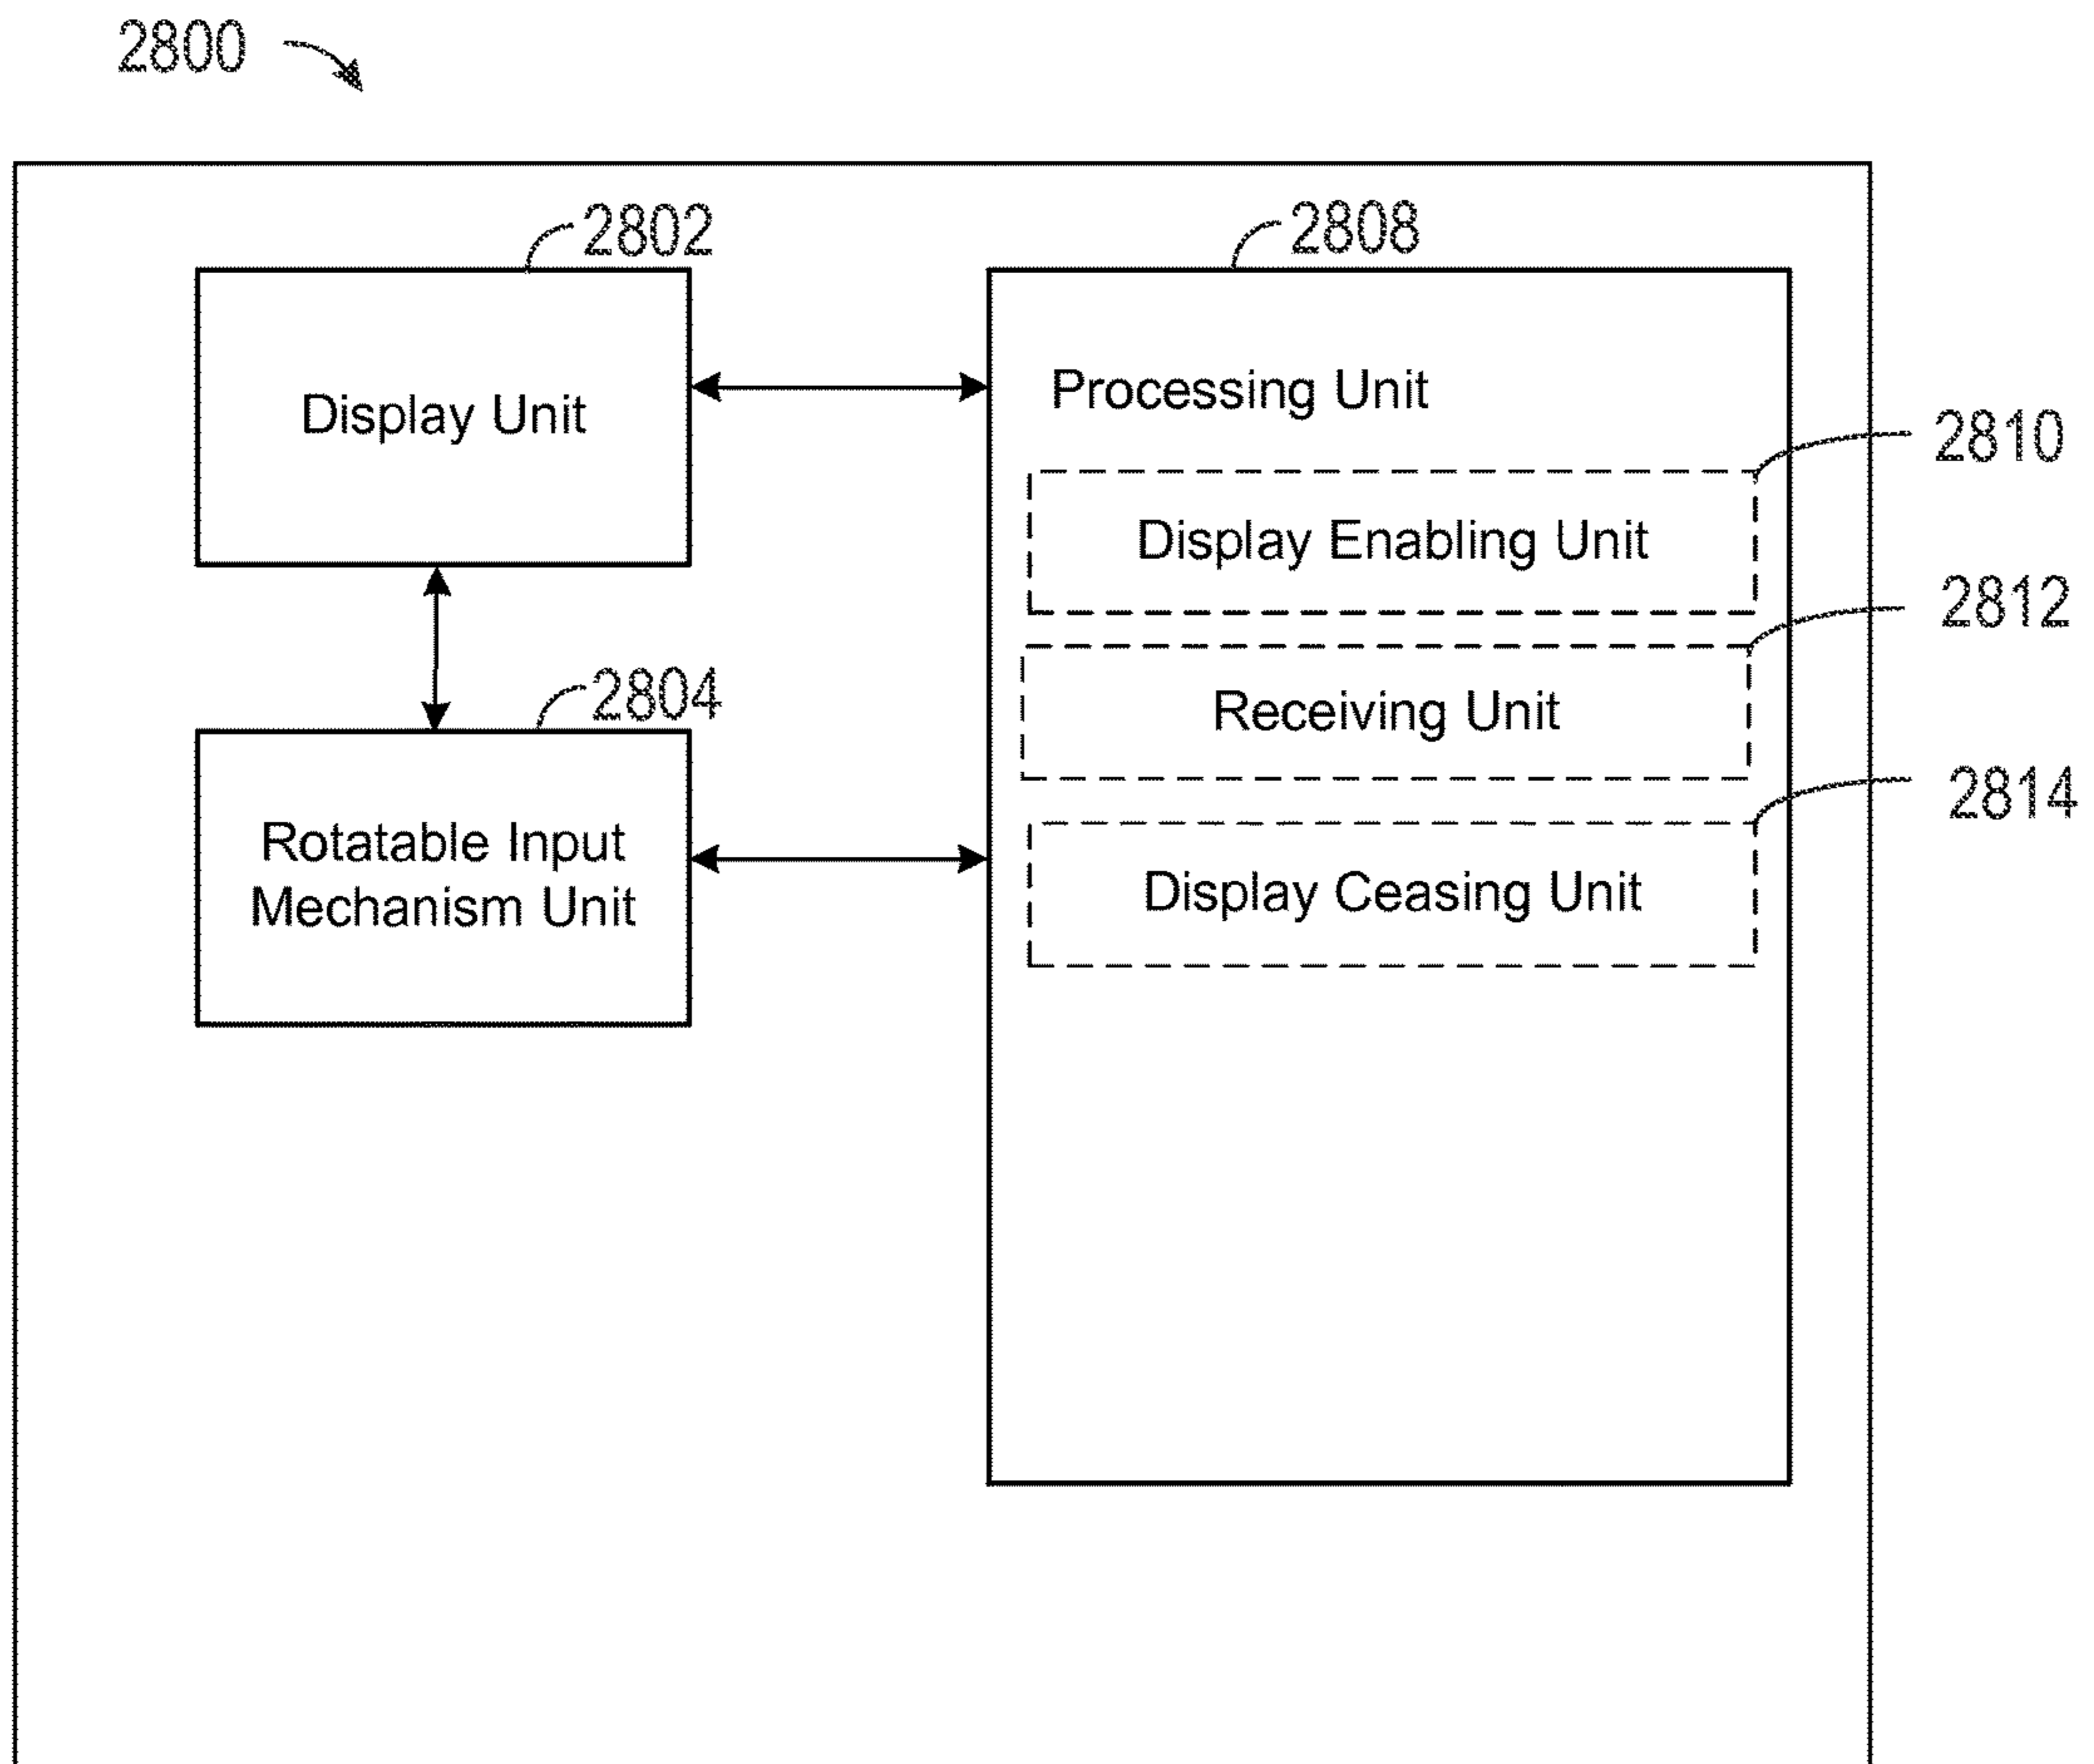 2800
2802
2808
Display Unit
Processing Unit
2810
Display Enabling Unit
2812
2804
Receiving Unit
2814
Rotatable Input
Mechanism Unit
Display Ceasing Unit